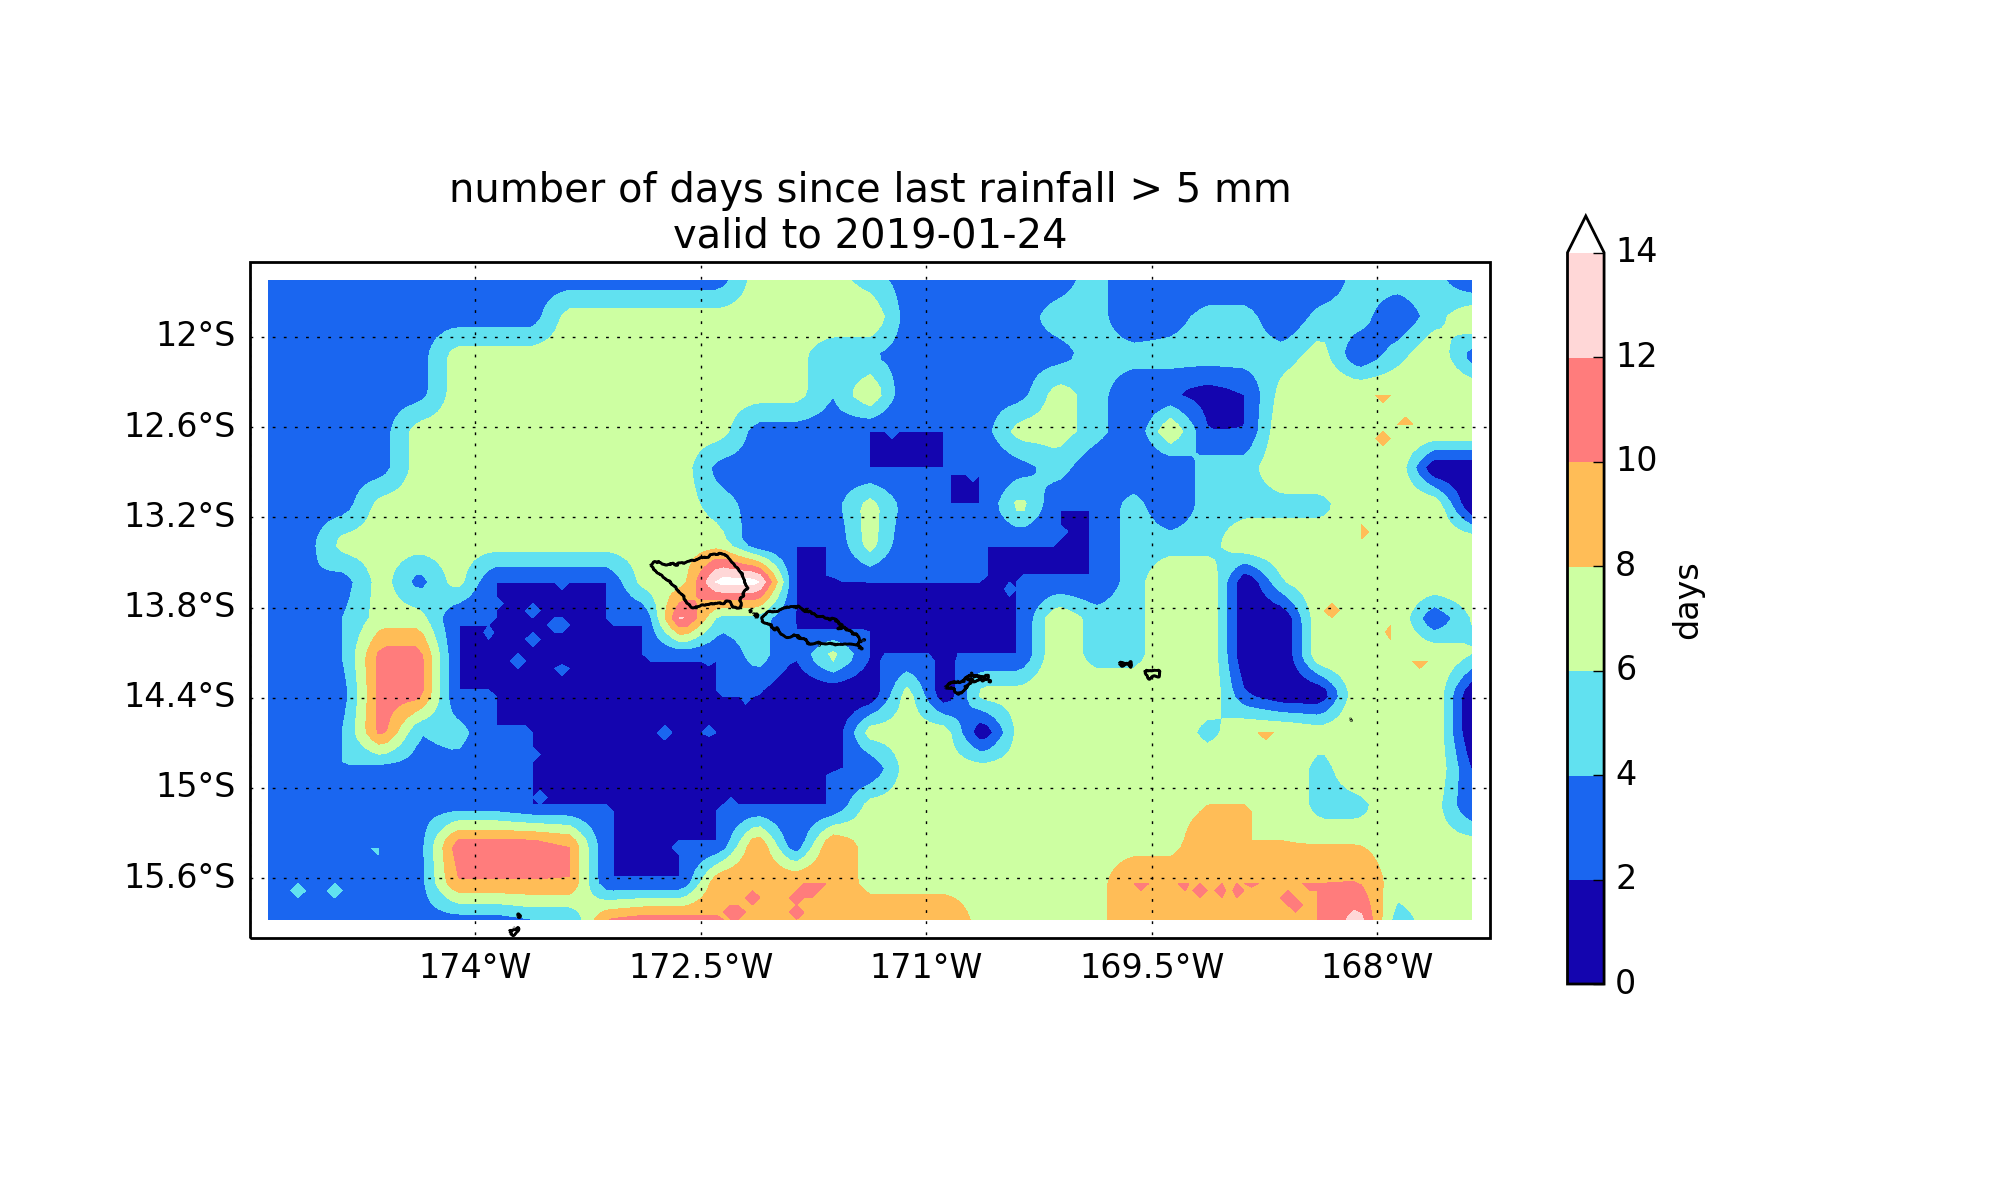 number of days since last rainfall > 5 mm
valid to 2019-01-24
12°S
12.6°S
13.2°S
13.8°S
14.4°S
15°S
15.6°S
174°W 172.5°W 171°W 169.5°W 168°W
14
12
10
8
6
4
2
0
days